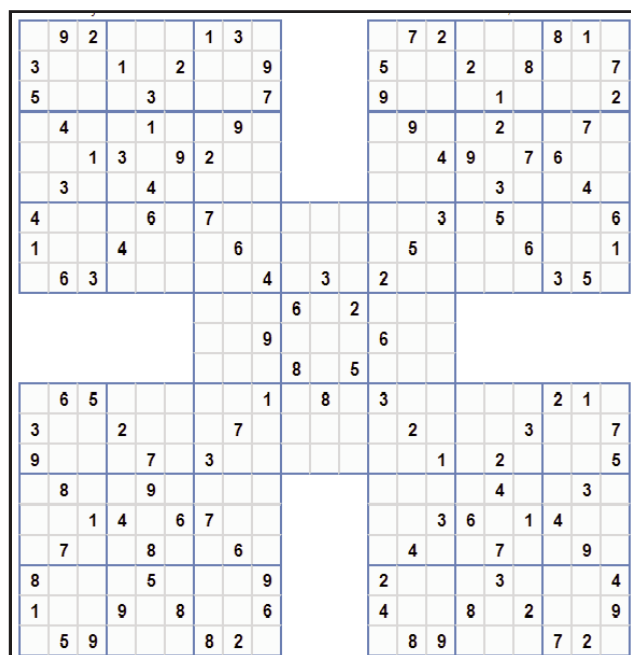 9 2 1 3 7 2 8 1
3 1 2 9 5 2 8 7
5 3 7 9 1 2
4 1 9 9 2 7
1 3 9 2 4 9 7 6
3 4 3 4
4 6 7 3 5 6
1 4 6 5 6 1
6 3 4 3 2 3 5
6 2
9 6
8 5
6 5 1 8 3 2 1
3 2 7 2 3 7
9 7 3 1 2 5
8 9 4 3
1 4 6 7 3 6 1 4
7 8 6 4 7 9
8 5 9 2 3 4
1 9 8 6 4 8 2 9
5 9 8 2 8 9 7 2